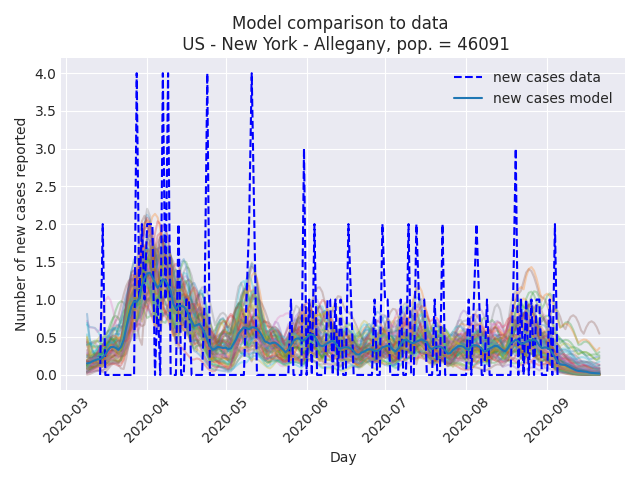 Model comparison to data
US - New York - Allegany, pop. = 46091
new cases data
new cases model
Number of new cases reported
4.0
3.5
3.0
2.5
2.0
1.5
1.0
0.5
0.0
2020-03
2020-04
2020-05
2020-06
2020-07
2020-08
2020-09
Day